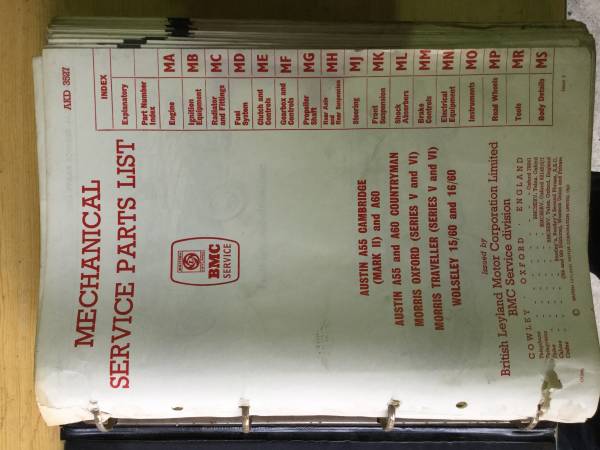 AKD 3527
MECHANICAL
SERVICE PARTS LIST
BMC
SERVICE
AUSTIN A55 CAMBRIDGE
(MARK II) and A60
AUSTIN A55 and A60 COUNTRYMAN
MORRIS OXFORD (SERIES V and VI)
MORRIS TRAVELLER (SERIES V and VI)
WOLSELEY 15/60 and 16/60
Issued by
British Leyland Motor Corporation Limited
BMC Service division
COWLEY . OXFORD . ENGLAND
INDEX
Explanatory
Part Number
Index
Engine
MA
Ignition
Equipment
MB
Radiator
and Fittings
MC
Fuel
System
MD
Clutch and
Controls
ME
Gearbox and
Controls
MF
Propeller
Shaft
MG
Rear Axle
and
Rear Suspension
MH
Steering
MJ
Front
Suspension
MK
Shock
Absorbers
ML
Brake
Controls
MM
Electrical
Equipment
MN
Instruments
MO
Road Wheels
MP
Tools
MR
Body Details
MS